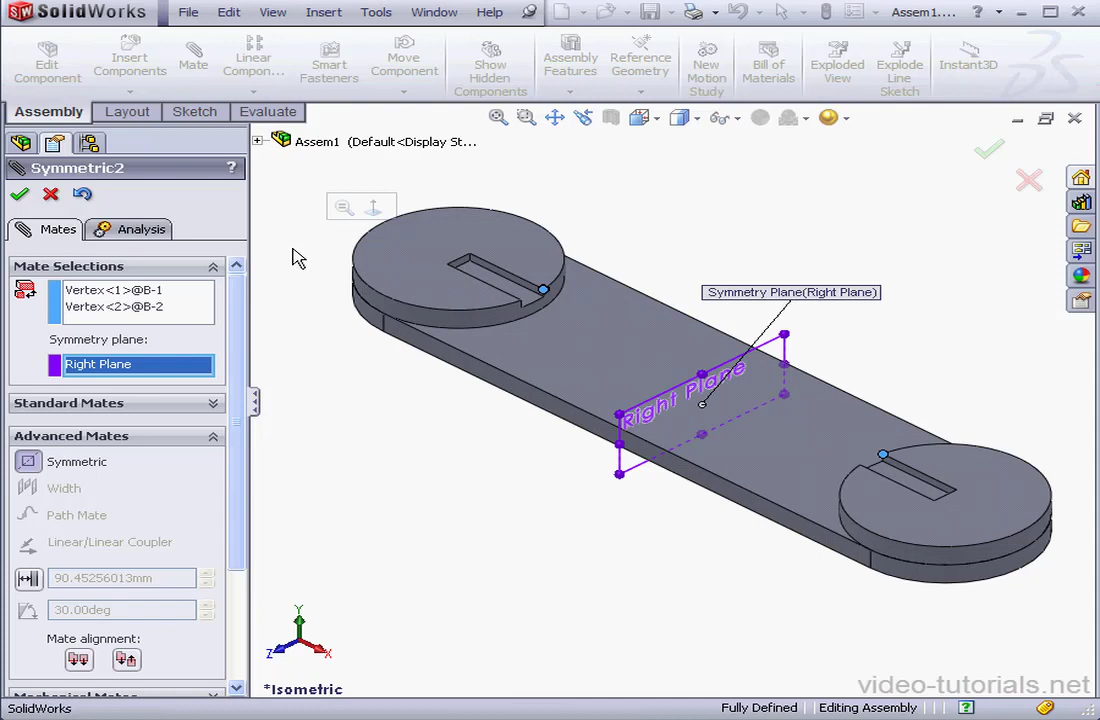 SW SolidWorks File Edit View Insert Tools Window Help Assem1.... ?
Edit Component
Insert Components
Mate
Linear Compon...
Smart Fasteners
Move Component
Show Hidden Components
Assembly Features
Reference Geometry
New Motion Study
Bill of Materials
Exploded View
Explode Line Sketch
Instant3D
Assembly Layout Sketch Evaluate
Assem1 (Default<Display St...
Symmetric2 ?
Mates Analysis
Mate Selections
Vertex<1>@B-1
Vertex<2>@B-2
Symmetry plane:
Right Plane
Standard Mates
Advanced Mates
Symmetric
Width
Path Mate
Linear/Linear Coupler
90.45256013mm
30.00deg
Mate alignment:
Mechanical Mates
Symmetry Plane(Right Plane)
Right Plane
Y
Z
X
*Isometric
video-tutorials.net
SolidWorks Fully Defined Editing Assembly ?